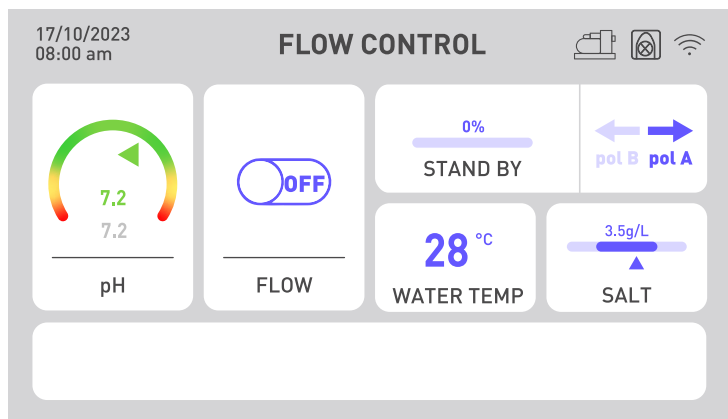 17/10/2023
08:00 am
FLOW CONTROL
7.2
7.2
pH
OFF
FLOW
0%
STAND BY
pol B pol A
28 °C
WATER TEMP
3.5g/L
SALT